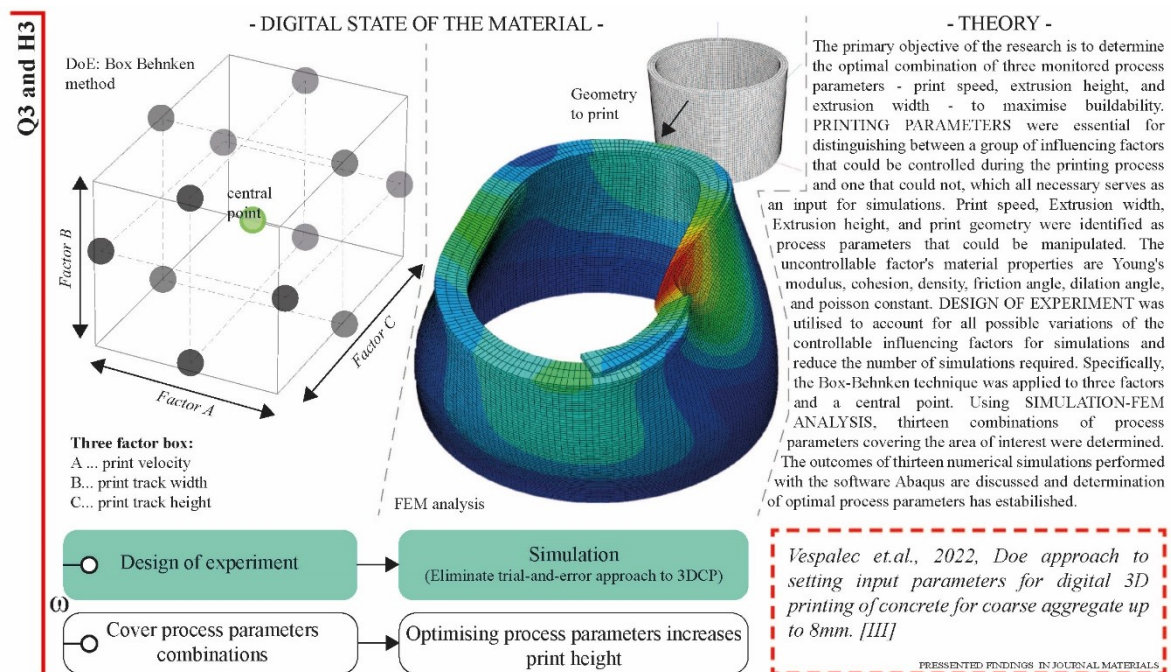 Q3 and H3
- DIGITAL STATE OF THE MATERIAL -
DoE: Box Behnken
method
central
point
Factor B
Factor A
Factor C
Three factor box:
A ... print velocity
B... print track width
C... print track height
Geometry
to print
FEM analysis
- THEORY -
The primary objective of the research is to determine
the optimal combination of three monitored process
parameters - print speed, extrusion height, and
extrusion width - to maximise buildability.
PRINTING PARAMETERS were essential for
distinguishing between a group of influencing factors
that could be controlled during the printing process
and one that could not, which all necessary serves as
an input for simulations. Print speed, Extrusion width,
Extrusion height, and print geometry were identified as
process parameters that could be manipulated. The
uncontrollable factor's material properties are Young's
modulus, cohesion, density, friction angle, dilation angle,
and poisson constant. DESIGN OF EXPERIMENT was
utilised to account for all possible variations of the
controllable influencing factors for simulations and
reduce the number of simulations required. Specifically,
the Box-Behnken technique was applied to three factors
and a central point. Using SIMULATION-FEM
ANALYSIS, thirteen combinations of process
parameters covering the area of interest were determined.
The outcomes of thirteen numerical simulations performed
with the software Abaqus are discussed and determination
of optimal process parameters has estabilished.
Design of experiment
Simulation
(Eliminate trial-and-error approach to 3DCP)
ω
Cover process parameters
combinations
Optimising process parameters increases
print height
Vespalec et.al., 2022, Doe approach to
setting input parameters for digital 3D
printing of concrete for coarse aggregate up
to 8mm. [III]
PRESSENTED FINDINGS IN JOURNAL MATERIALS